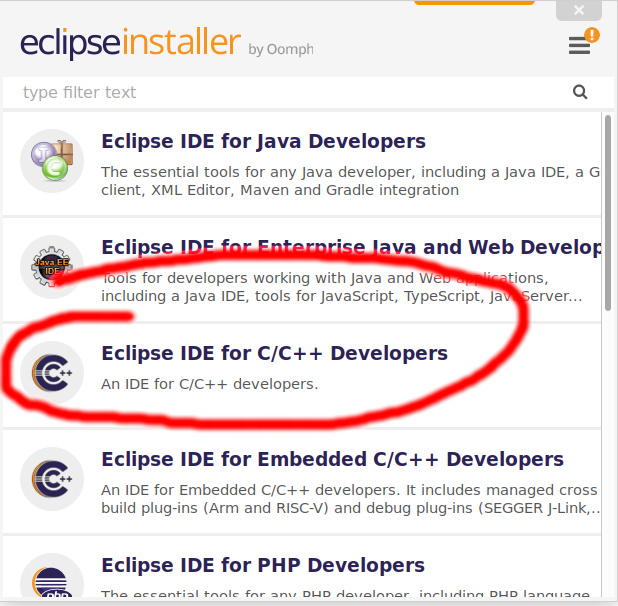 eclipseinstaller by Oomph
!
type filter text
Eclipse IDE for Java Developers
The essential tools for any Java developer, including a Java IDE, a G
client, XML Editor, Maven and Gradle integration
Java EE
IDE
Eclipse IDE for Enterprise Java and Web Develop
Tools for developers working with Java and Web applications,
including a Java IDE, tools for JavaScript, TypeScript, JavaServer...
C++
Eclipse IDE for C/C++ Developers
An IDE for C/C++ developers.
C++
Eclipse IDE for Embedded C/C++ Developers
An IDE for Embedded C/C++ developers. It includes managed cross
build plug-ins (Arm and RISC-V) and debug plug-ins (SEGGER J-Link,..
php
Eclipse IDE for PHP Developers
The essential tools for any PHP developer, including PHP language